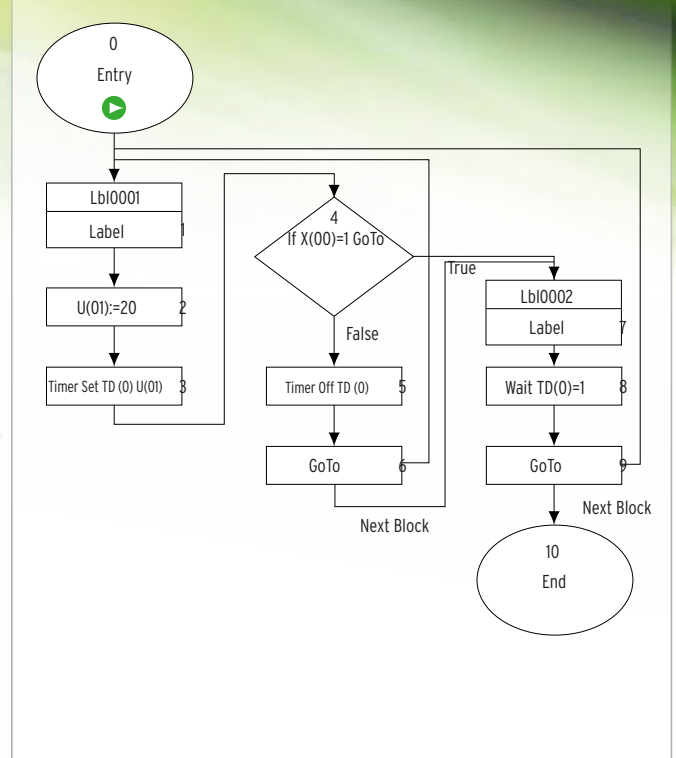 0
Entry
Lbl0001
Label 1
U(01):=20 2
Timer Set TD (0) U(01) 3
4
If X(00)=1 GoTo
True
False
Timer Off TD (0) 5
GoTo 6
Next Block
Lbl0002
Label 7
Wait TD(0)=1 8
GoTo 9
Next Block
10
End